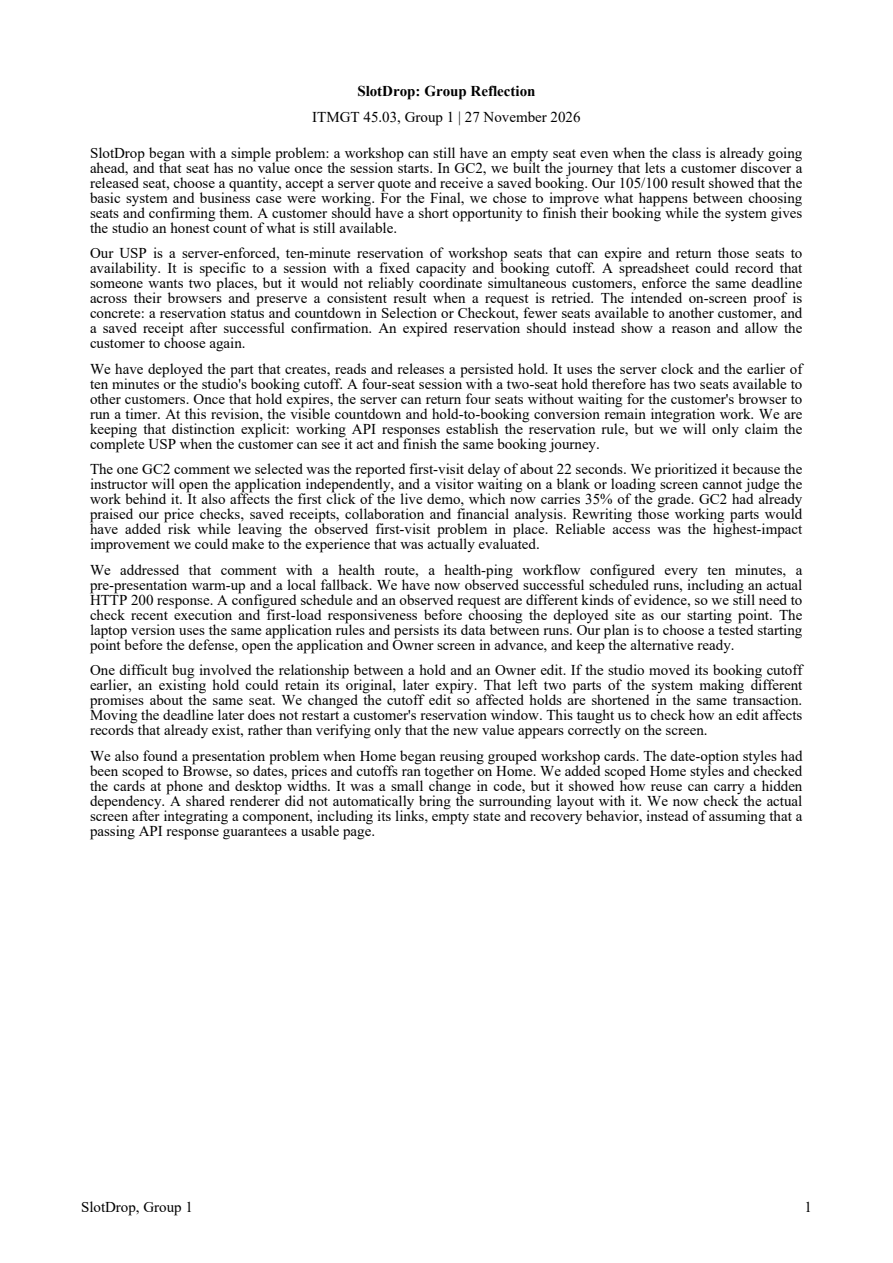 SlotDrop: Group Reflection
ITMGT 45.03, Group 1 | 27 November 2026
SlotDrop began with a simple problem: a workshop can still have an empty seat even when the class is already going
ahead, and that seat has no value once the session starts. In GC2, we built the journey that lets a customer discover a
released seat, choose a quantity, accept a server quote and receive a saved booking. Our 105/100 result showed that the
basic system and business case were working. For the Final, we chose to improve what happens between choosing
seats and confirming them. A customer should have a short opportunity to finish their booking while the system gives
the studio an honest count of what is still available.
Our USP is a server-enforced, ten-minute reservation of workshop seats that can expire and return those seats to
availability. It is specific to a session with a fixed capacity and booking cutoff. A spreadsheet could record that
someone wants two places, but it would not reliably coordinate simultaneous customers, enforce the same deadline
across their browsers and preserve a consistent result when a request is retried. The intended on-screen proof is
concrete: a reservation status and countdown in Selection or Checkout, fewer seats available to another customer, and
a saved receipt after successful confirmation. An expired reservation should instead show a reason and allow the
customer to choose again.
We have deployed the part that creates, reads and releases a persisted hold. It uses the server clock and the earlier of
ten minutes or the studio's booking cutoff. A four-seat session with a two-seat hold therefore has two seats available to
other customers. Once that hold expires, the server can return four seats without waiting for the customer's browser to
run a timer. At this revision, the visible countdown and hold-to-booking conversion remain integration work. We are
keeping that distinction explicit: working API responses establish the reservation rule, but we will only claim the
complete USP when the customer can see it act and finish the same booking journey.
The one GC2 comment we selected was the reported first-visit delay of about 22 seconds. We prioritized it because the
instructor will open the application independently, and a visitor waiting on a blank or loading screen cannot judge the
work behind it. It also affects the first click of the live demo, which now carries 35% of the grade. GC2 had already
praised our price checks, saved receipts, collaboration and financial analysis. Rewriting those working parts would
have added risk while leaving the observed first-visit problem in place. Reliable access was the highest-impact
improvement we could make to the experience that was actually evaluated.
We addressed that comment with a health route, a health-ping workflow configured every ten minutes, a
pre-presentation warm-up and a local fallback. We have now observed successful scheduled runs, including an actual
HTTP 200 response. A configured schedule and an observed request are different kinds of evidence, so we still need to
check recent execution and first-load responsiveness before choosing the deployed site as our starting point. The
laptop version uses the same application rules and persists its data between runs. Our plan is to choose a tested starting
point before the defense, open the application and Owner screen in advance, and keep the alternative ready.
One difficult bug involved the relationship between a hold and an Owner edit. If the studio moved its booking cutoff
earlier, an existing hold could retain its original, later expiry. That left two parts of the system making different
promises about the same seat. We changed the cutoff edit so affected holds are shortened in the same transaction.
Moving the deadline later does not restart a customer's reservation window. This taught us to check how an edit affects
records that already exist, rather than verifying only that the new value appears correctly on the screen.
We also found a presentation problem when Home began reusing grouped workshop cards. The date-option styles had
been scoped to Browse, so dates, prices and cutoffs ran together on Home. We added scoped Home styles and checked
the cards at phone and desktop widths. It was a small change in code, but it showed how reuse can carry a hidden
dependency. A shared renderer did not automatically bring the surrounding layout with it. We now check the actual
screen after integrating a component, including its links, empty state and recovery behavior, instead of assuming that a
passing API response guarantees a usable page.
SlotDrop, Group 1
1